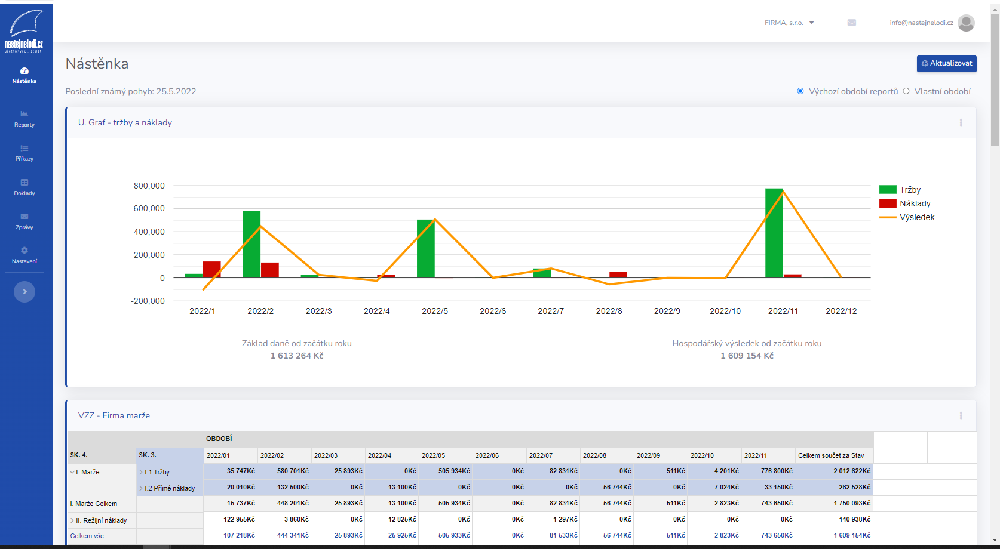 nastejnelodi.cz
účetnictví 21. století
Nástěnka
Reporty
Příkazy
Doklady
Zprávy
Nastavení
FIRMA, s.r.o.
info@nastejnelodi.cz
Nástěnka
Aktualizovat
Poslední známý pohyb: 25.5.2022
Výchozí období reportů Vlastní období
U. Graf - tržby a náklady
800,000
600,000
400,000
200,000
0
-200,000
2022/1 2022/2 2022/3 2022/4 2022/5 2022/6 2022/7 2022/8 2022/9 2022/10 2022/11 2022/12
Tržby
Náklady
Výsledek
Základ daně od začátku roku
1 613 264 Kč
Hospodářský výsledek od začátku roku
1 609 154 Kč
VZZ - Firma marže
OBDOBÍ
SK. 4. SK. 3. 2022/01 2022/02 2022/03 2022/04 2022/05 2022/06 2022/07 2022/08 2022/09 2022/10 2022/11 Celkem součet za Stav
I. Marže I.1 Tržby 35 747Kč 580 701Kč 25 893Kč 0Kč 505 934Kč 0Kč 82 831Kč 0Kč 511Kč 4 201Kč 776 800Kč 2 012 622Kč
I.2 Přímé náklady -20 010Kč -132 500Kč 0Kč -13 100Kč 0Kč 0Kč 0Kč -56 744Kč 0Kč -7 024Kč -33 150Kč -262 528Kč
I. Marže Celkem 15 737Kč 448 201Kč 25 893Kč -13 100Kč 505 934Kč 0Kč 82 831Kč -56 744Kč 511Kč -2 823Kč 743 650Kč 1 750 093Kč
II. Režijní náklady -122 955Kč -3 860Kč 0Kč -12 825Kč 0Kč 0Kč -1 297Kč 0Kč 0Kč 0Kč 0Kč -140 938Kč
Celkem vše -107 218Kč 444 341Kč 25 893Kč -25 925Kč 505 933Kč 0Kč 81 533Kč -56 744Kč 511Kč -2 823Kč 743 650Kč 1 609 154Kč